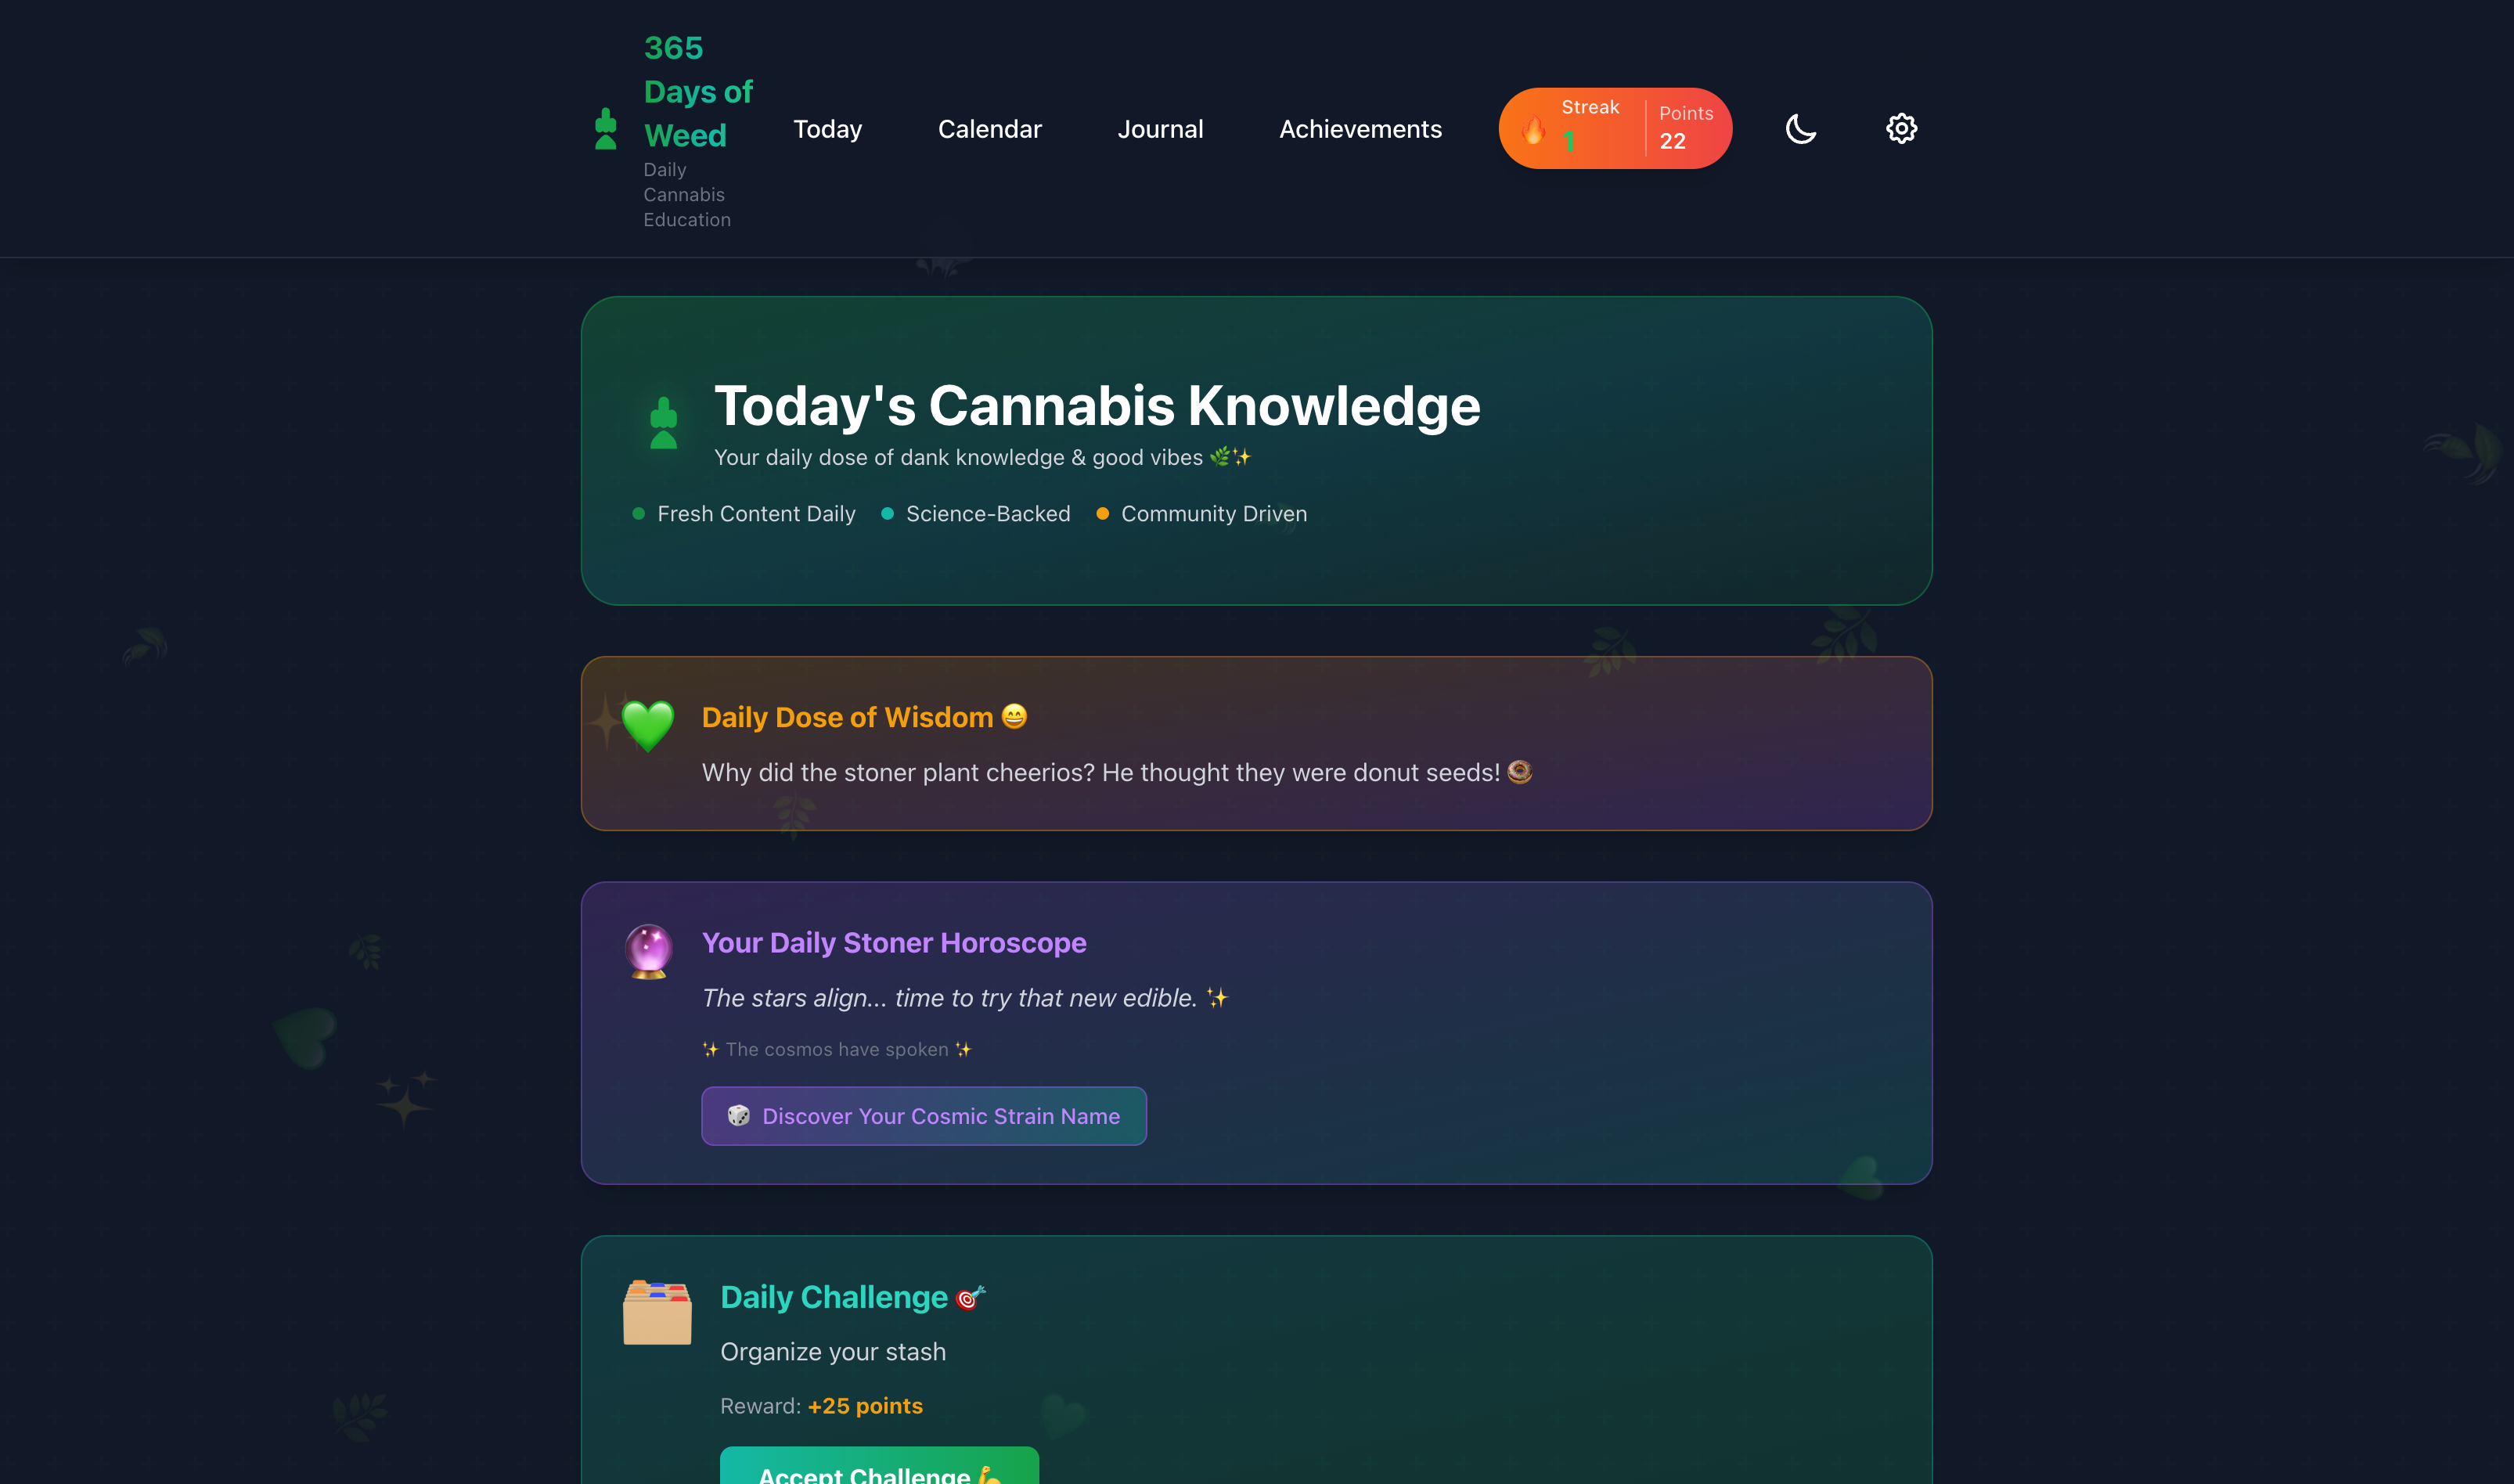 365
Days of
Weed
Daily
Cannabis
Education
Today
Calendar
Journal
Achievements
Streak
1
Points
22
Today's Cannabis Knowledge
Your daily dose of dank knowledge & good vibes 🌿✨
Fresh Content Daily
Science-Backed
Community Driven
Daily Dose of Wisdom 😄
Why did the stoner plant cheerios? He thought they were donut seeds! 🍩
Your Daily Stoner Horoscope
The stars align... time to try that new edible. ✨
✨ The cosmos have spoken ✨
🎲 Discover Your Cosmic Strain Name
Daily Challenge 🎯
Organize your stash
Reward: +25 points
Accept Challenge 💪